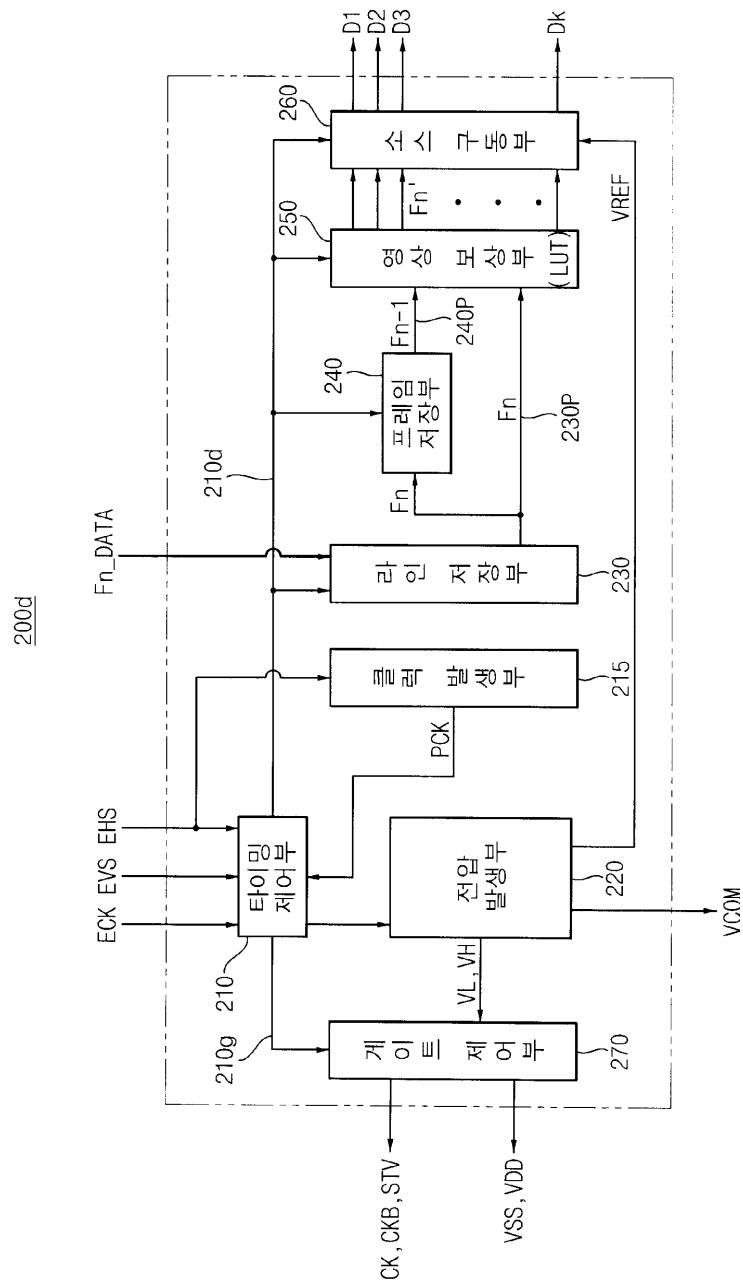 200d
ECK
EVS
EHS
Fn_DATA
210
타이밍부
제어
210g
210d
PCK
클럭 발생부
215
라인 저장부
230
Fn
240
프레임부
저장
Fn-1
240P
Fn
230P
250
영상 보상부
(LUT)
Fn'
260
소스 구동부
D1
D2
D3
Dk
VREF
전압부
발생
220
VCOM
VL,VH
게이트 제어부
270
CK,CKB,STV
VSS,VDD